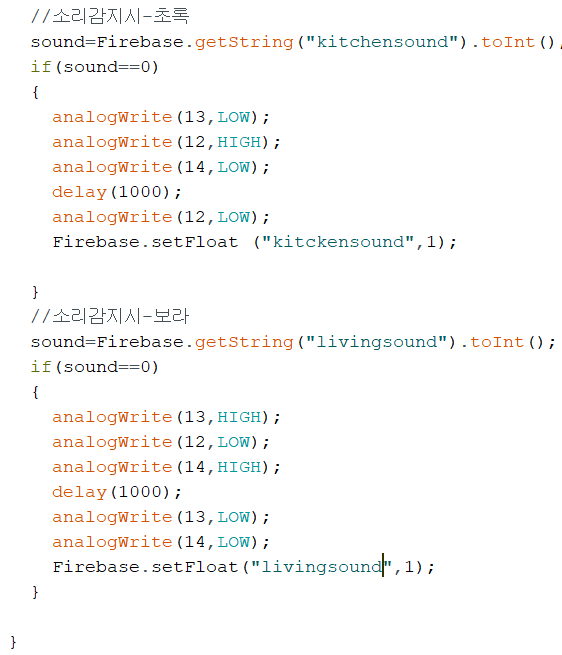 //소리감지시-초록
sound=Firebase.getString("kitchensound").toInt();
if(sound==0)
{
analogWrite(13,LOW);
analogWrite(12,HIGH);
analogWrite(14,LOW);
delay(1000);
analogWrite(12,LOW);
Firebase.setFloat ("kitckensound",1);
}
//소리감지시-보라
sound=Firebase.getString("livingsound").toInt();
if(sound==0)
{
analogWrite(13,HIGH);
analogWrite(12,LOW);
analogWrite(14,HIGH);
delay(1000);
analogWrite(13,LOW);
analogWrite(14,LOW);
Firebase.setFloat("livingsound",1);
}
}